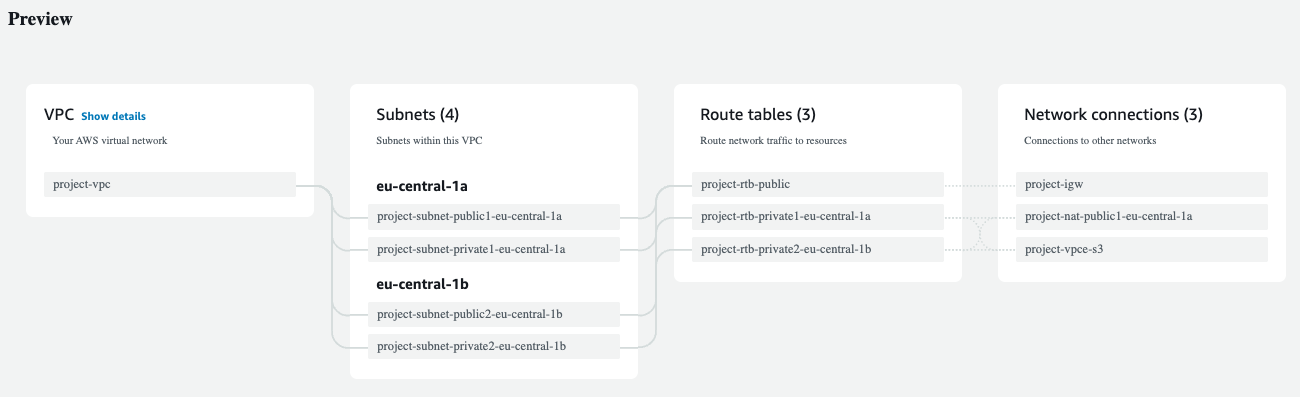 Preview
VPC Show details
Your AWS virtual network
project-vpc
Subnets (4)
Subnets within this VPC
eu-central-1a
project-subnet-public1-eu-central-1a
project-subnet-private1-eu-central-1a
eu-central-1b
project-subnet-public2-eu-central-1b
project-subnet-private2-eu-central-1b
Route tables (3)
Route network traffic to resources
project-rtb-public
project-rtb-private1-eu-central-1a
project-rtb-private2-eu-central-1b
Network connections (3)
Connections to other networks
project-igw
project-nat-public1-eu-central-1a
project-vpce-s3